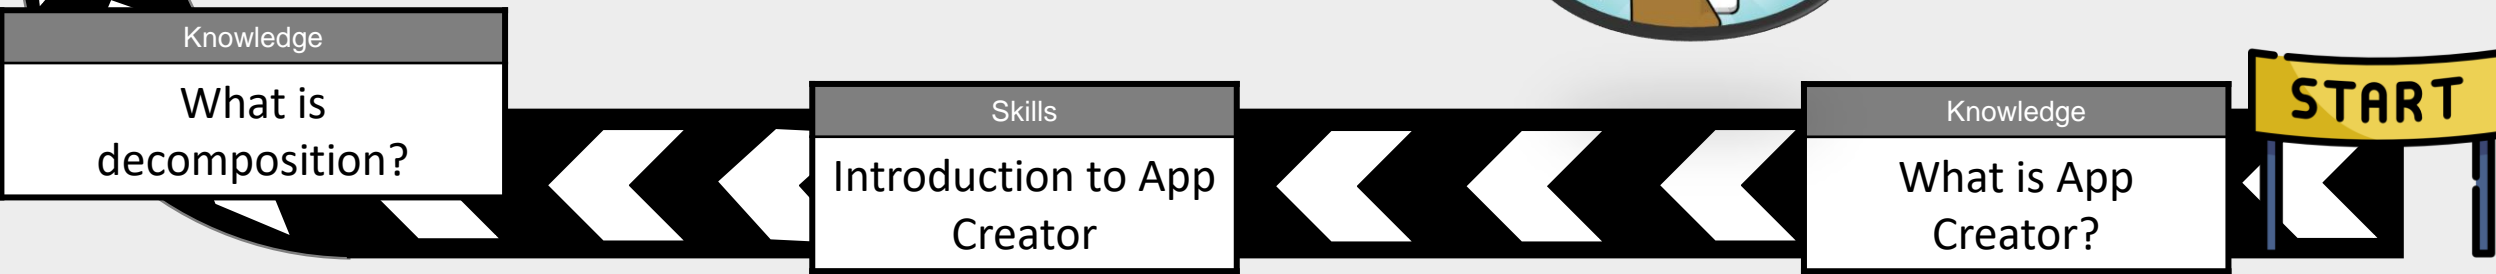 Knowledge
What is
decomposition?
Skills
Introduction to App
Creator
Knowledge
What is App
Creator?
START